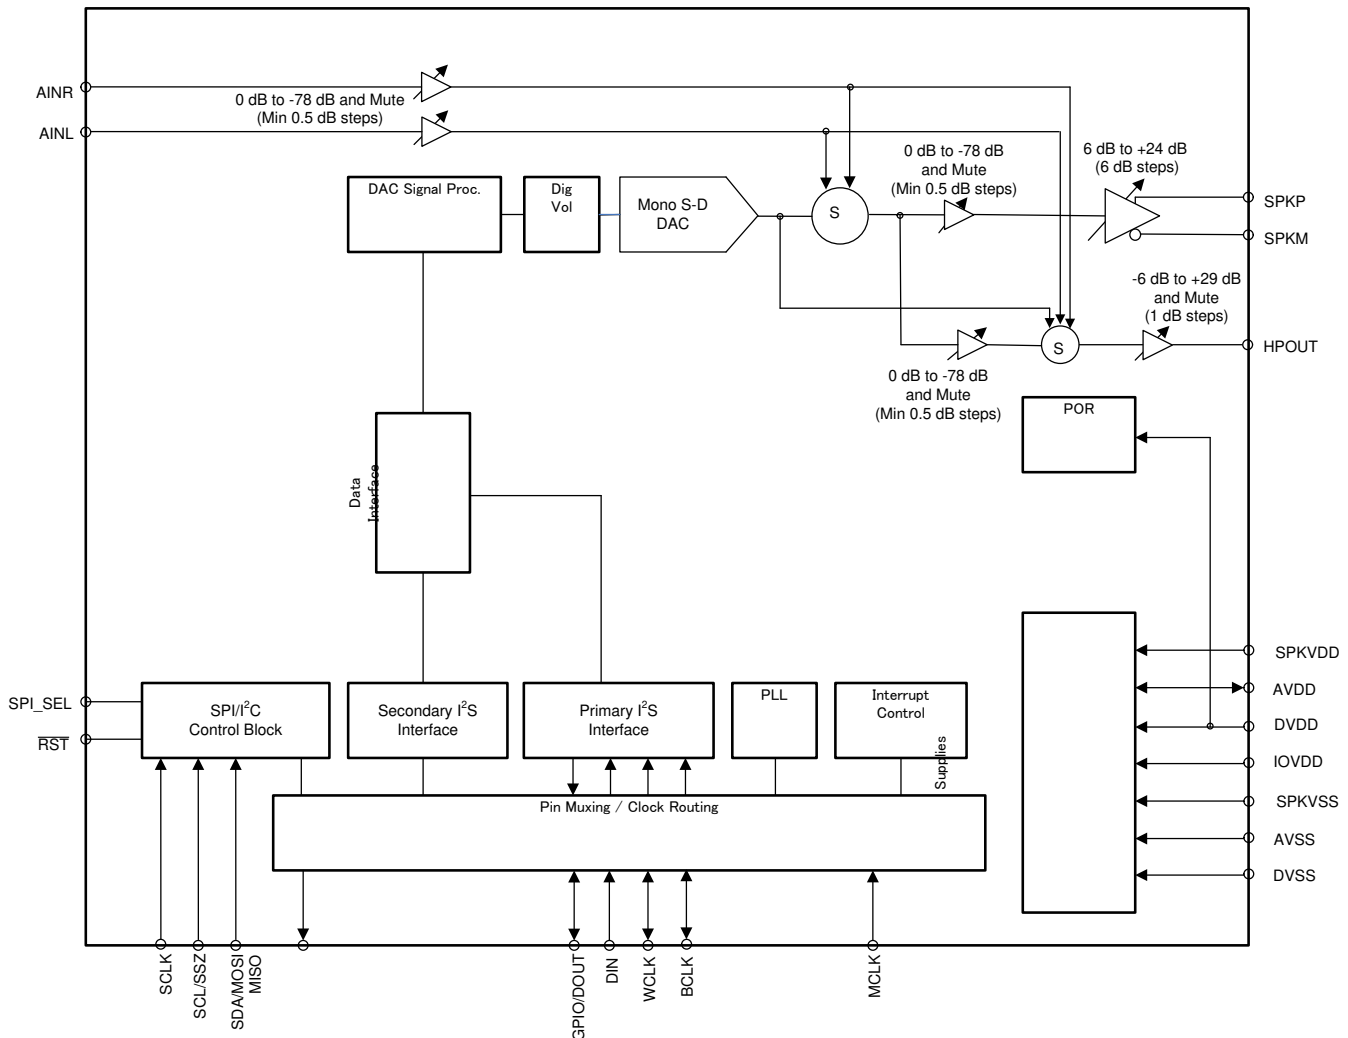 AINR
0 dB to -78 dB and Mute
(Min 0.5 dB steps)
AINL
0 dB to -78 dB
and Mute
(Min 0.5 dB steps)
6 dB to +24 dB
(6 dB steps)
DAC Signal Proc.
Dig
Vol
Mono S-D
DAC
S
SPKP
SPKM
-6 dB to +29 dB
and Mute
(1 dB steps)
S
HPOUT
0 dB to -78 dB
and Mute
(Min 0.5 dB steps)
POR
Data
Interface
SPKVDD
AVDD
DVDD
IOVDD
SPKVSS
AVSS
DVSS
Supplies
SPI_SEL
RST
SPI/I²C
Control Block
Secondary I²S
Interface
Primary I²S
Interface
PLL
Interrupt
Control
Pin Muxing / Clock Routing
SCLK
SCL/SSZ
SDA/MOSI
MISO
GPIO/DOUT
DIN
WCLK
BCLK
MCLK